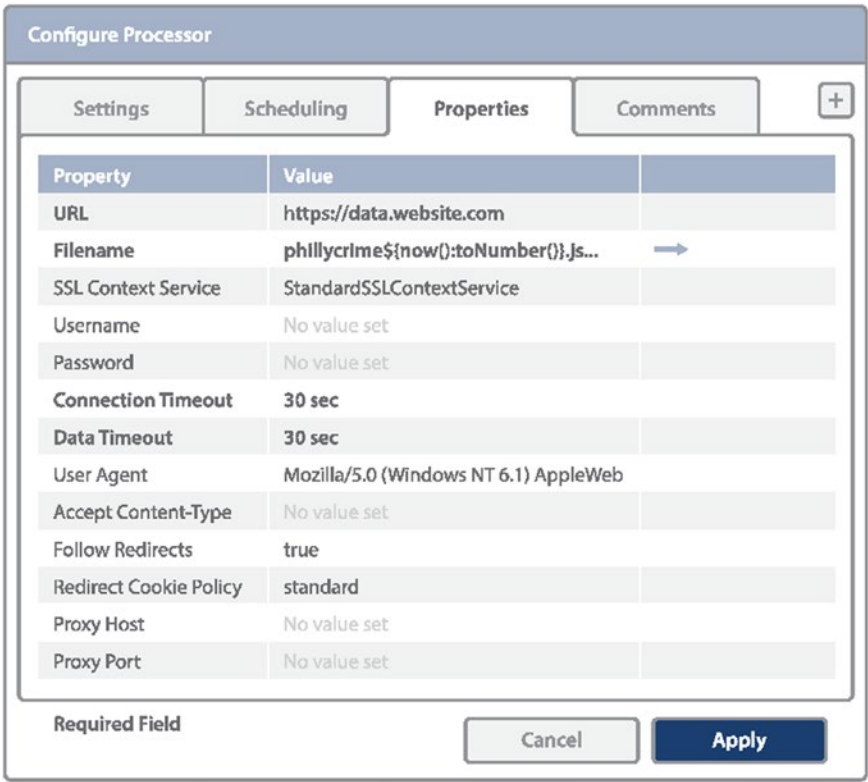 Configure Processor
Settings Scheduling Properties Comments +
Property Value
URL https://data.website.com
Filename phillycrime${now():toNumber()}.js...
SSL Context Service StandardSSLContextService
Username No value set
Password No value set
Connection Timeout 30 sec
Data Timeout 30 sec
User Agent Mozilla/5.0 (Windows NT 6.1) AppleWeb
Accept Content-Type No value set
Follow Redirects true
Redirect Cookie Policy standard
Proxy Host No value set
Proxy Port No value set
Required Field
Cancel Apply